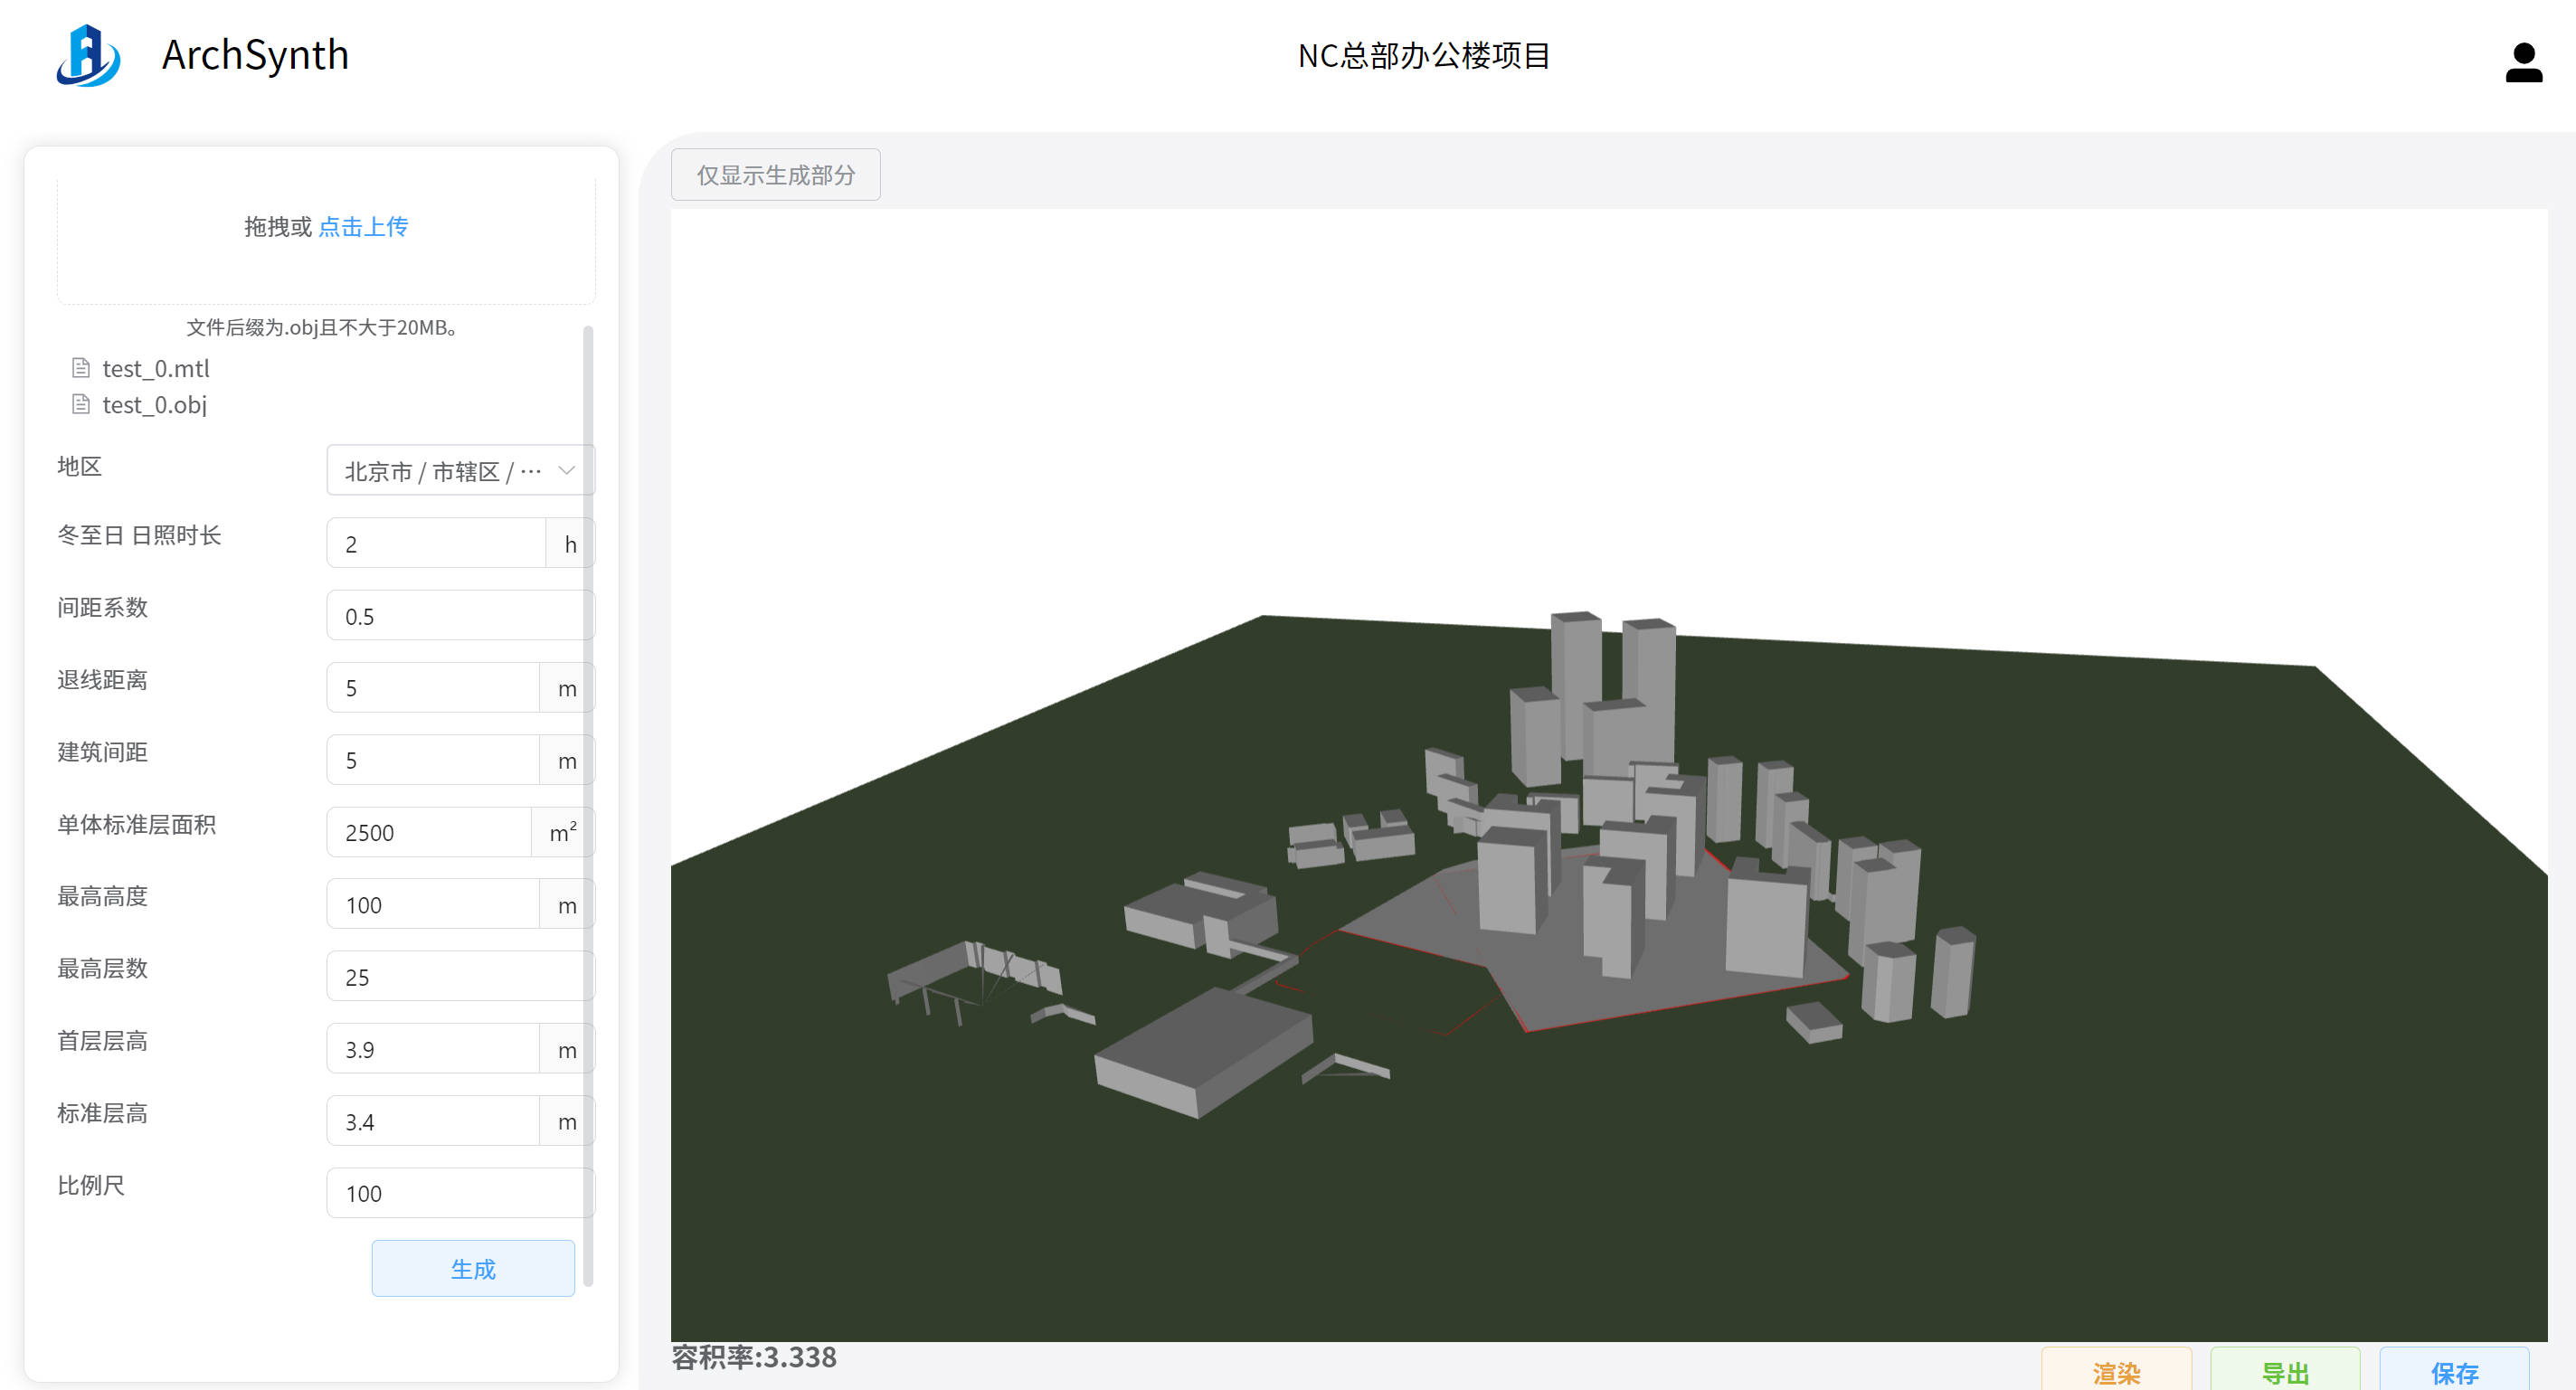 ArchSynth
NC总部办公楼项目
仅显示生成部分
拖拽或 点击上传
文件后缀为.obj且不大于20MB。
test_0.mtl
test_0.obj
地区
北京市 / 市辖区 / ···
冬至日 日照时长
2 h
间距系数
0.5
退线距离
5 m
建筑间距
5 m
单体标准层面积
2500 m²
最高高度
100 m
最高层数
25
首层层高
3.9 m
标准层高
3.4 m
比例尺
100
生成
容积率:3.338
渲染
导出
保存